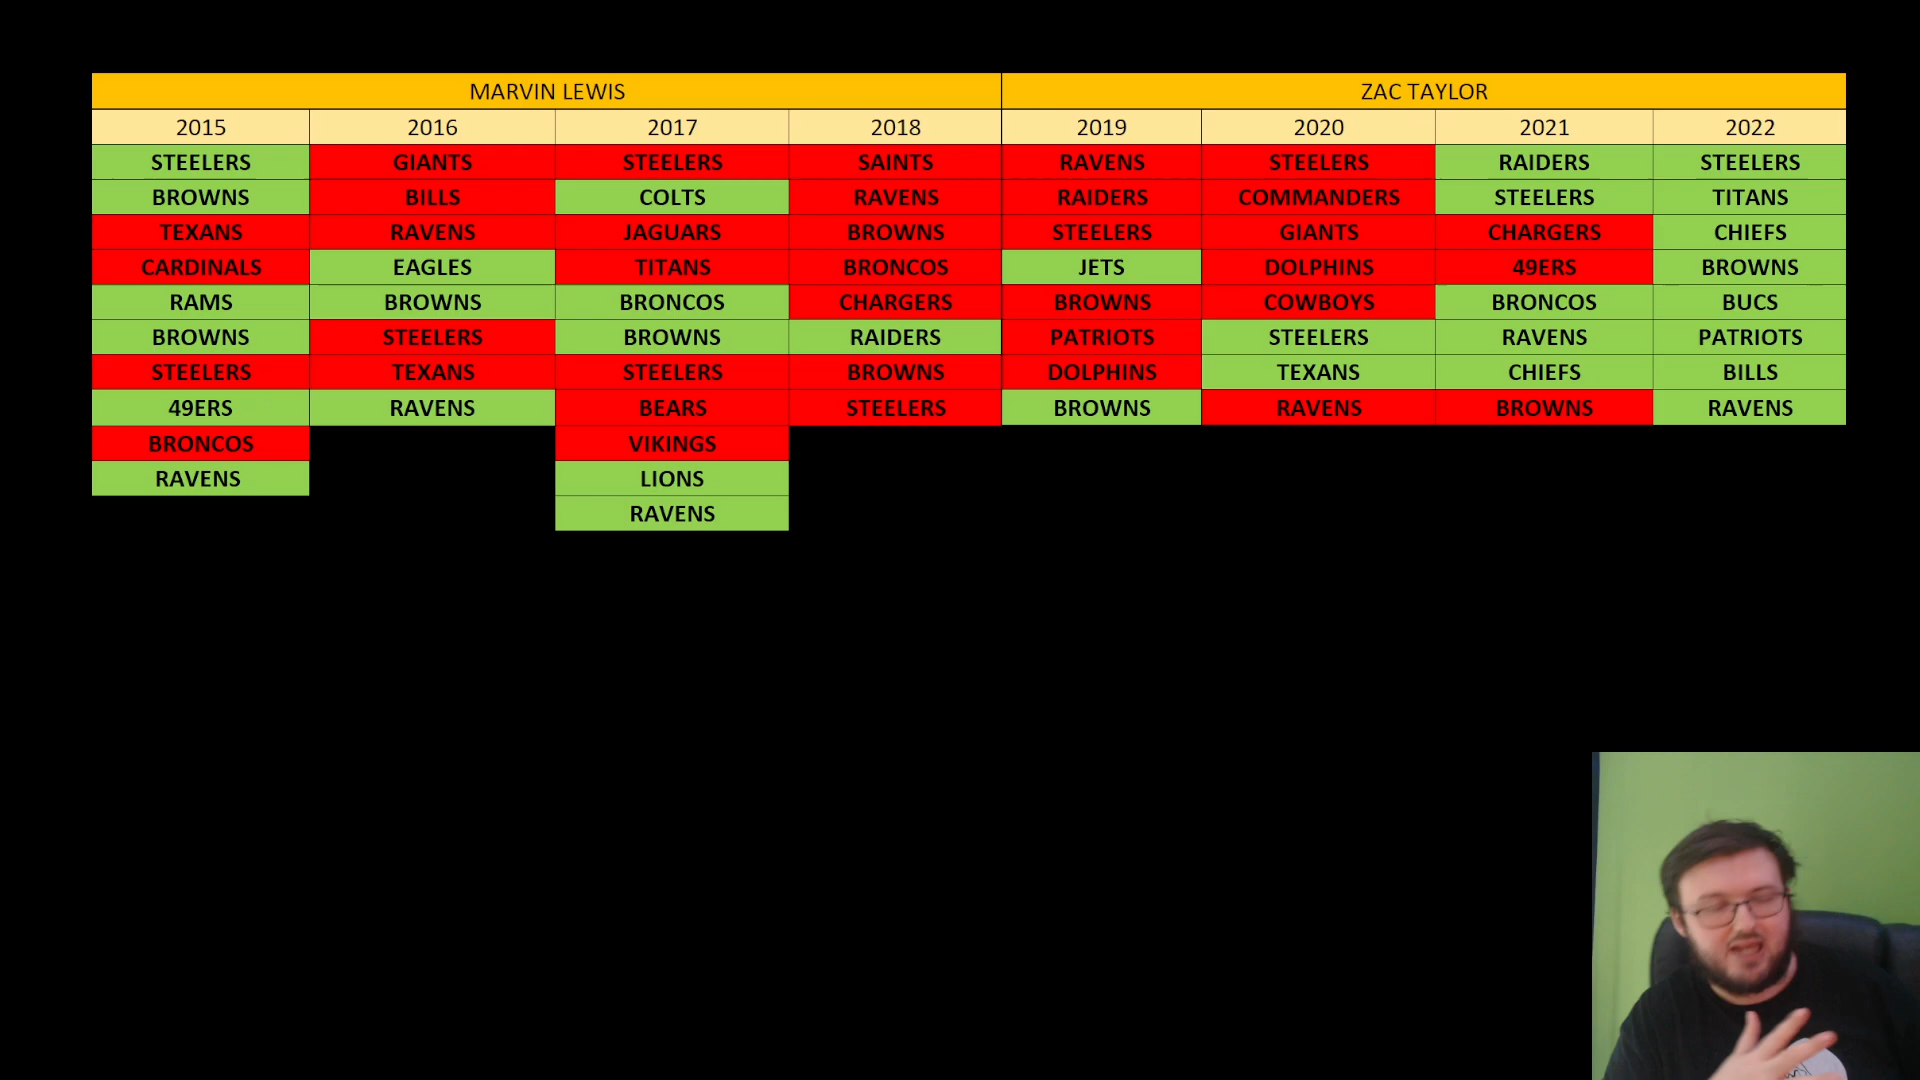 MARVIN LEWIS ZAC TAYLOR
2015 2016 2017 2018 2019 2020 2021 2022
STEELERS GIANTS STEELERS SAINTS RAVENS STEELERS RAIDERS STEELERS
BROWNS BILLS COLTS RAVENS RAIDERS COMMANDERS STEELERS TITANS
TEXANS RAVENS JAGUARS BROWNS STEELERS GIANTS CHARGERS CHIEFS
CARDINALS EAGLES TITANS BRONCOS JETS DOLPHINS 49ERS BROWNS
RAMS BROWNS BRONCOS CHARGERS BROWNS COWBOYS BRONCOS BUCS
BROWNS STEELERS BROWNS RAIDERS PATRIOTS STEELERS RAVENS PATRIOTS
STEELERS TEXANS STEELERS BROWNS DOLPHINS TEXANS CHIEFS BILLS
49ERS RAVENS BEARS STEELERS BROWNS RAVENS BROWNS RAVENS
BRONCOS VIKINGS
RAVENS LIONS
RAVENS